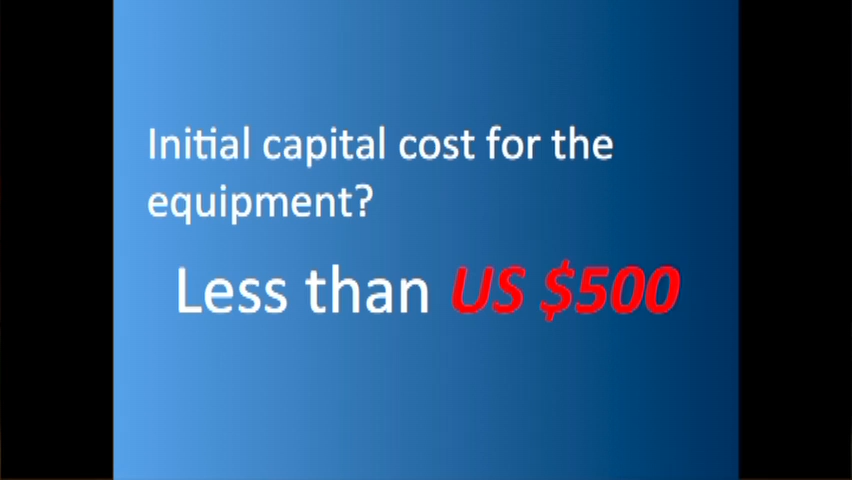 Initial capital cost for the
equipment?
Less than US $500